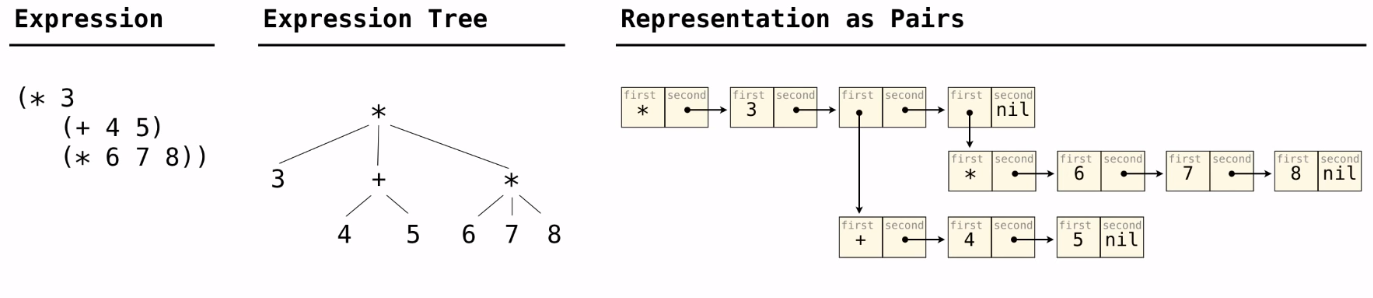 Expression
(* 3
(+ 4 5)
(* 6 7 8))
Expression Tree
*
3 + *
4 5 6 7 8
Representation as Pairs
first second first second first second first second
* 3 nil
first second first second first second first second
* 6 7 8 nil
first second first second first second
+ 4 5 nil